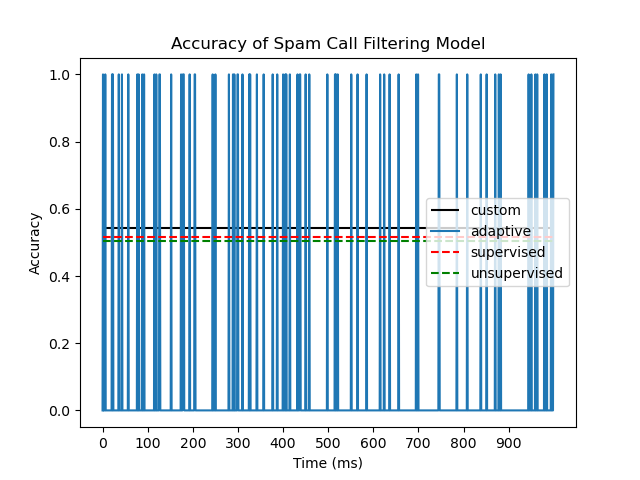 Accuracy of Spam Call Filtering Model
1.0
0.8
0.6
0.4
0.2
0.0
Accuracy
custom
adaptive
supervised
unsupervised
0 100 200 300 400 500 600 700 800 900
Time (ms)